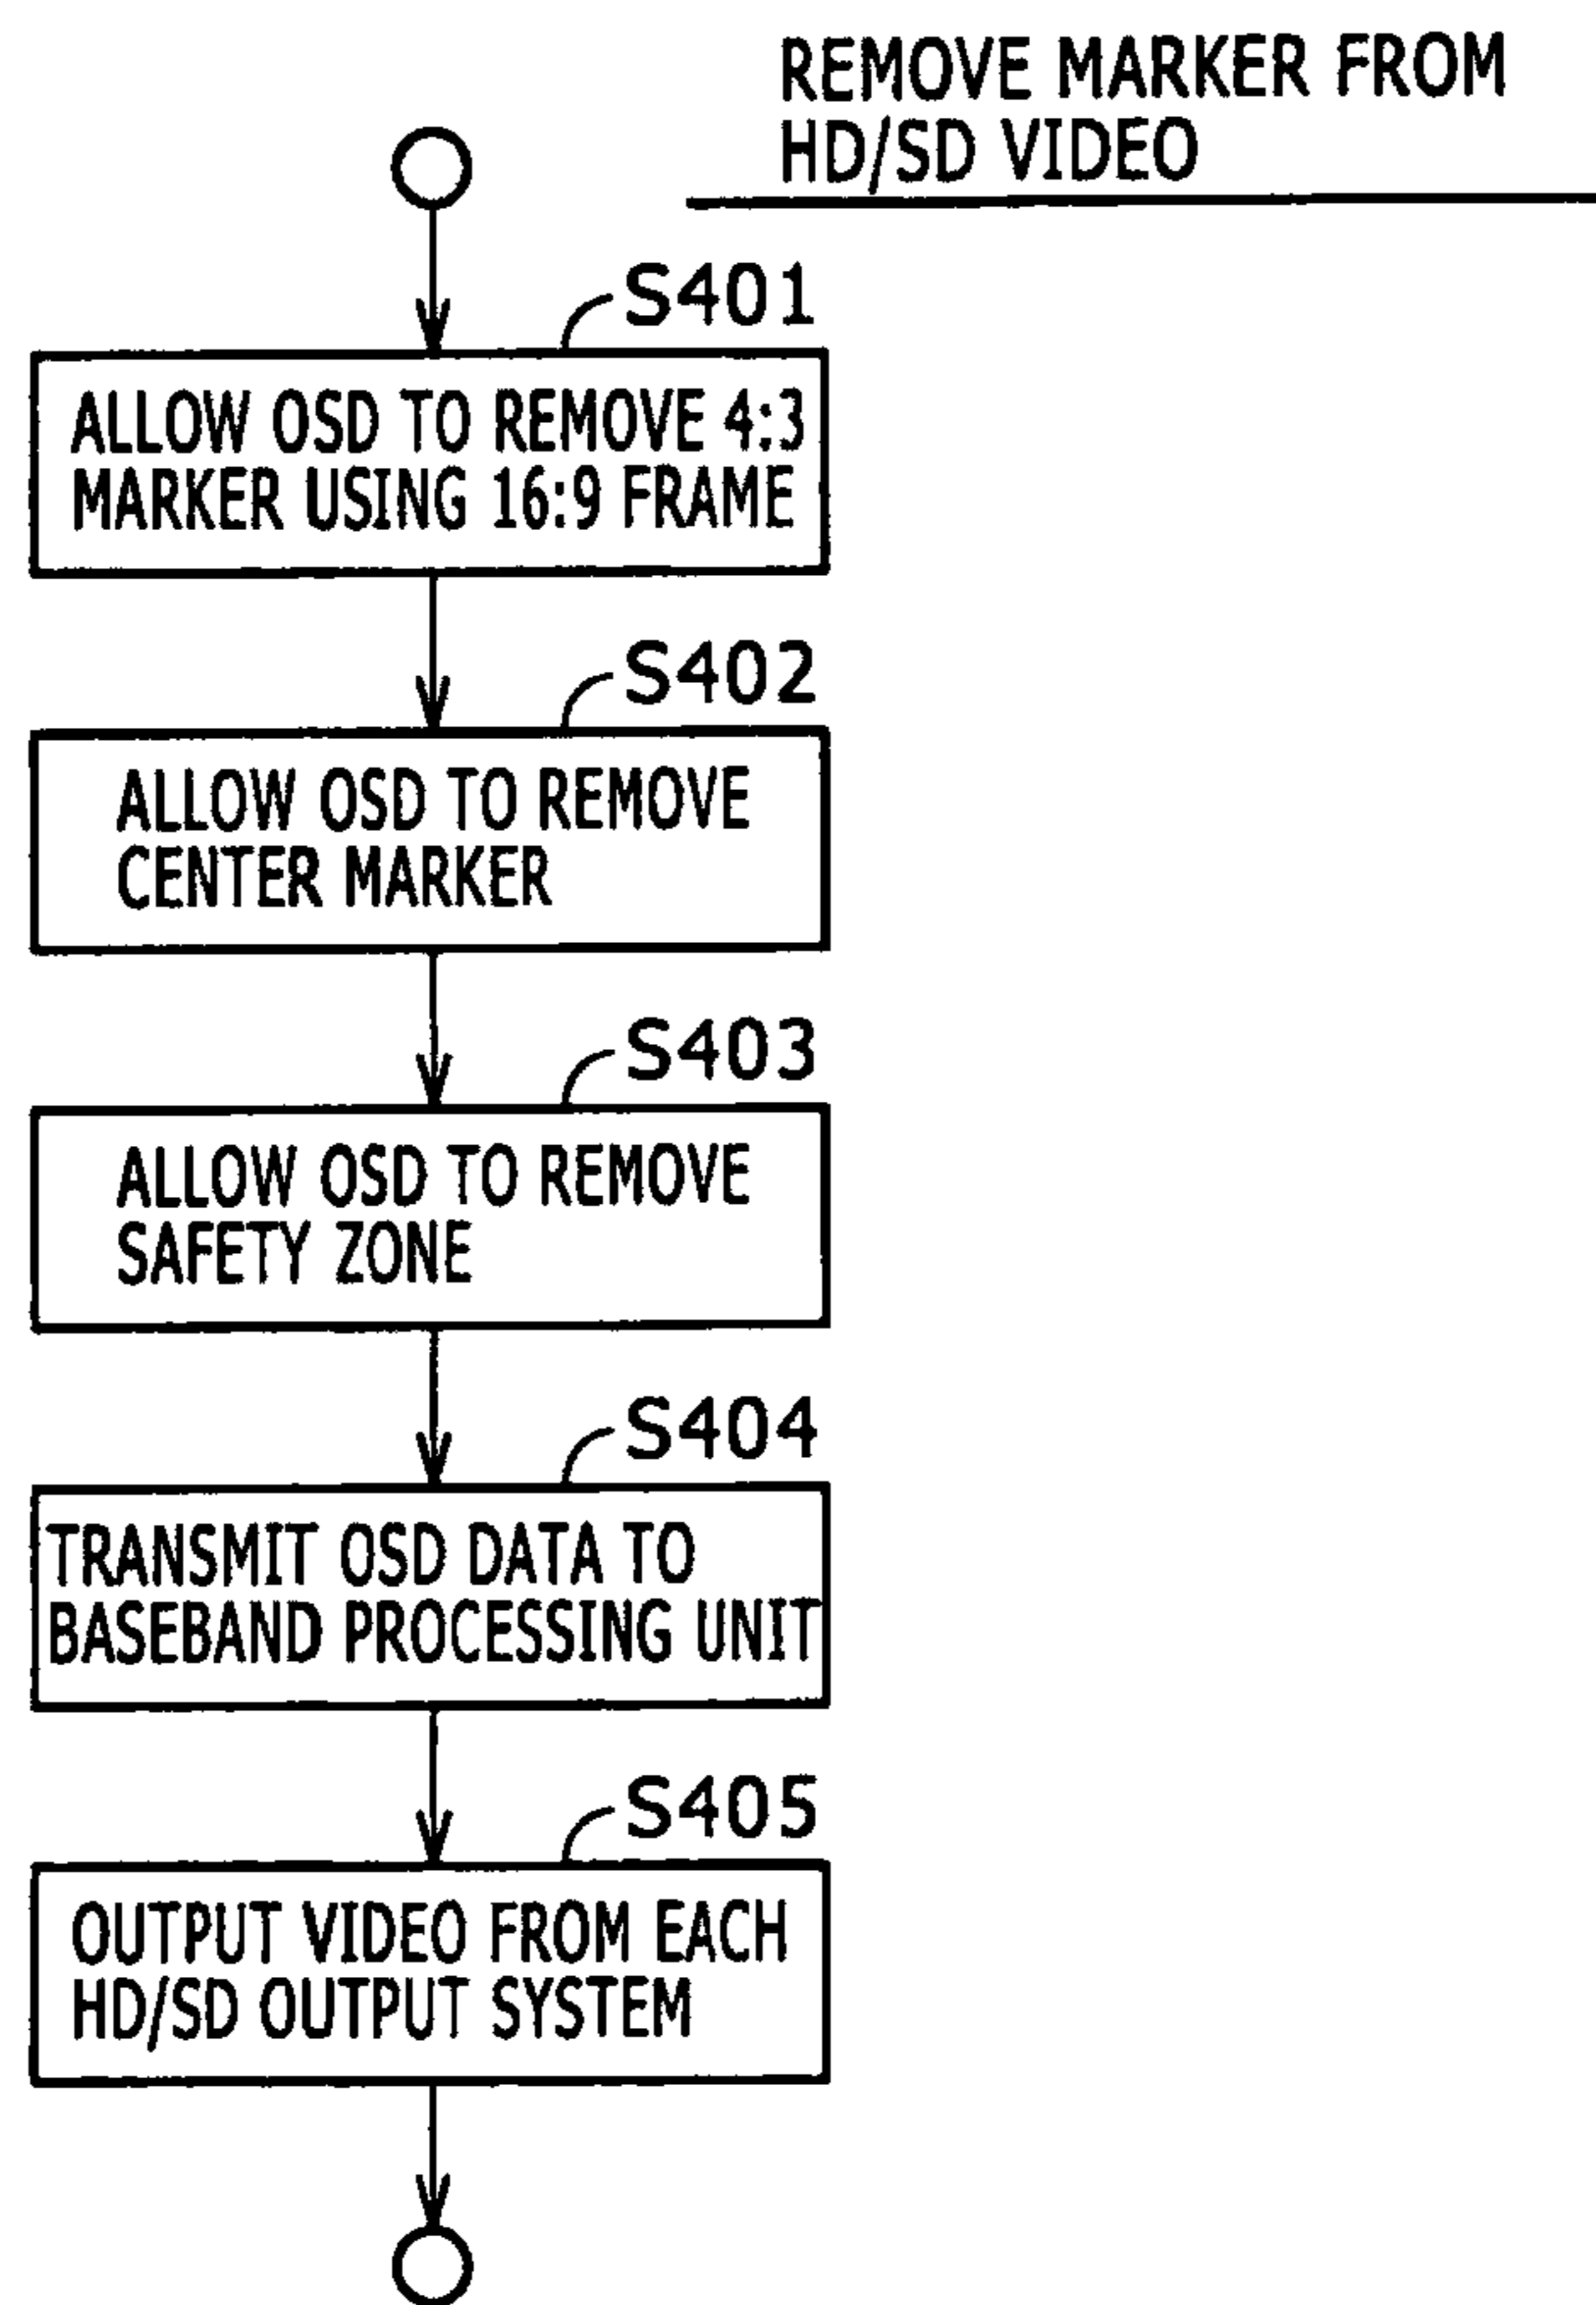 REMOVE MARKER FROM
HD/SD VIDEO
S401
ALLOW OSD TO REMOVE 4:3
MARKER USING 16:9 FRAME
S402
ALLOW OSD TO REMOVE
CENTER MARKER
S403
ALLOW OSD TO REMOVE
SAFETY ZONE
S404
TRANSMIT OSD DATA TO
BASEBAND PROCESSING UNIT
S405
OUTPUT VIDEO FROM EACH
HD/SD OUTPUT SYSTEM